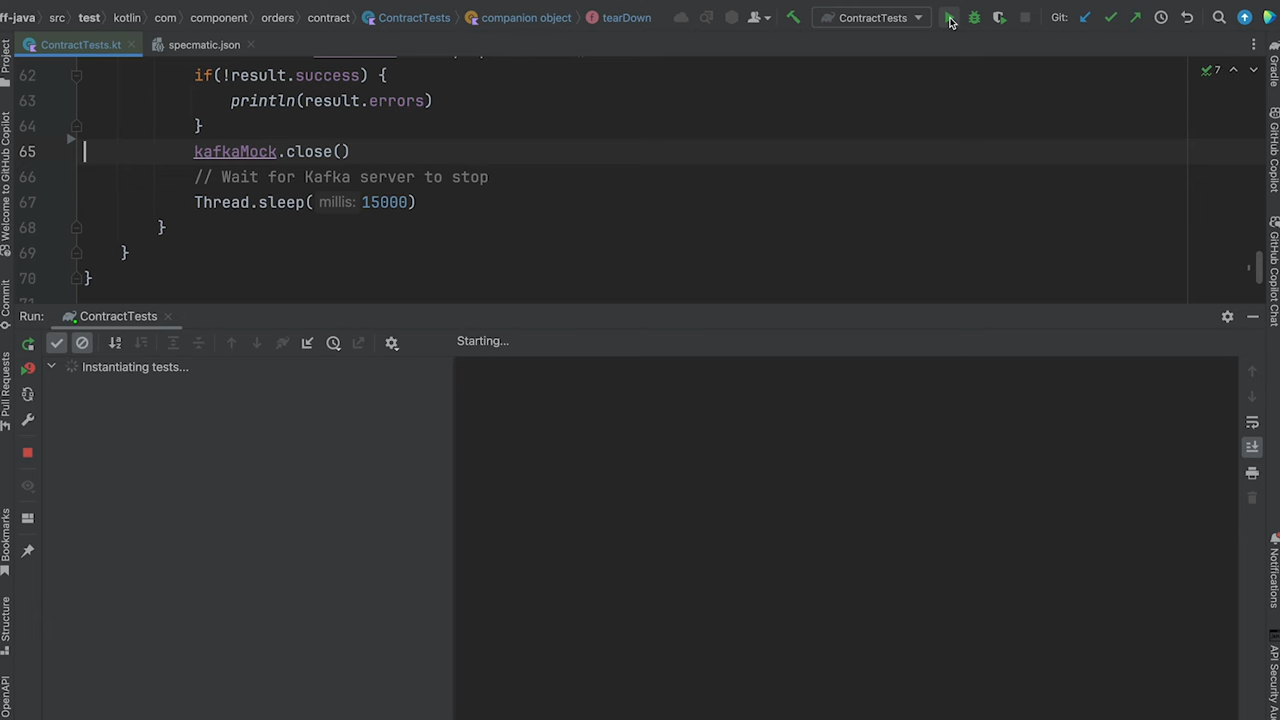 ff-java src test kotlin com component orders contract ContractTests companion object tearDown ContractTests Git:
ContractTests.kt specmatic.json
62 if(!result.success) {
63 println(result.errors)
64 }
65 kafkaMock.close()
66 // Wait for Kafka server to stop
67 Thread.sleep( millis: 15000)
68 }
69 }
70 }
7
Run: ContractTests
Starting...
Instantiating tests...
Project
Welcome to GitHub Copilot
Commit
Pull Requests
Bookmarks
Structure
OpenAPI
Gradle
GitHub Copilot
GitHub Copilot Chat
Notifications
API Security Au